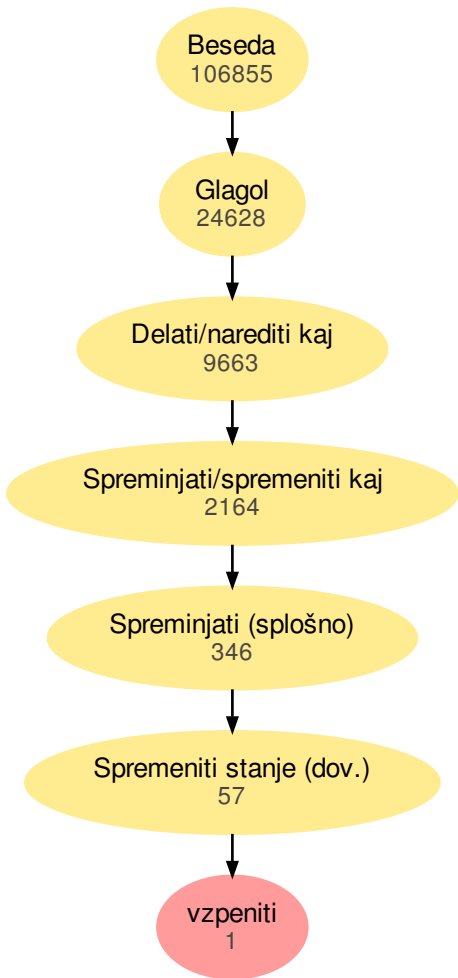 Beseda
106855
Glagol
24628
Delati/narediti kaj
9663
Spreminjati/spremeniti kaj
2164
Spreminjati (splošno)
346
Spremeniti stanje (dov.)
57
vzpeniti
1